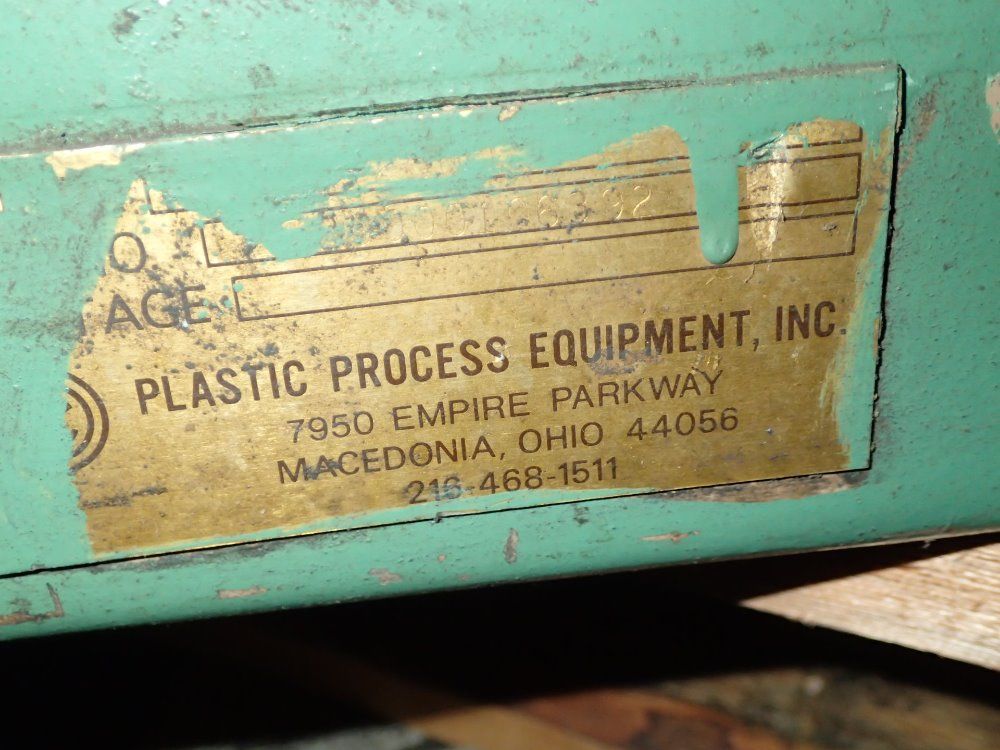 O
AGE
PLASTIC PROCESS EQUIPMENT, INC.
7950 EMPIRE PARKWAY
MACEDONIA, OHIO 44056
216-468-1511